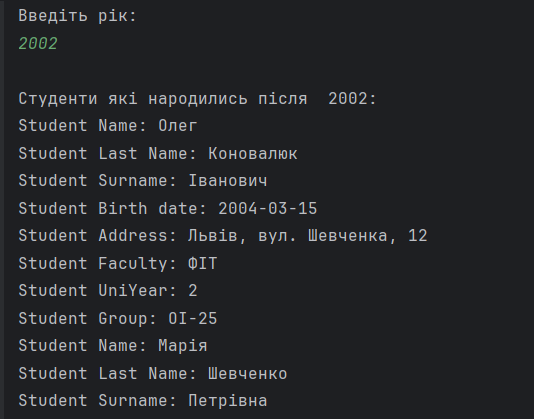 Введіть рік:
2002
Студенти які народились після  2002:
Student Name: Олег
Student Last Name: Коновалюк
Student Surname: Іванович
Student Birth date: 2004-03-15
Student Address: Львів, вул. Шевченка, 12
Student Faculty: ФІТ
Student UniYear: 2
Student Group: ОІ-25
Student Name: Марія
Student Last Name: Шевченко
Student Surname: Петрівна